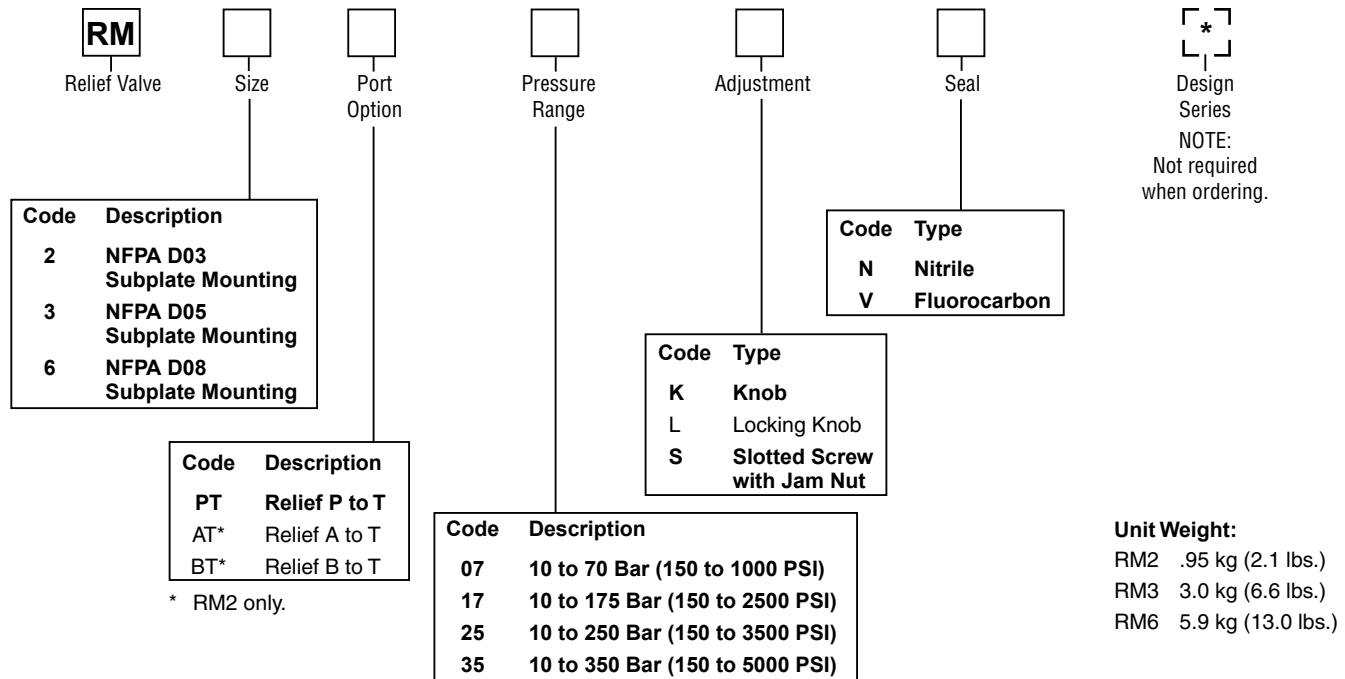 RM
*
Relief Valve
Size
Port
Option
Pressure
Range
Adjustment
Seal
Design
Series
NOTE:
Not required
when ordering.
Code Description
2 NFPA D03
Subplate Mounting
3 NFPA D05
Subplate Mounting
6 NFPA D08
Subplate Mounting
Code Type
N Nitrile
V Fluorocarbon
Code Type
K Knob
L Locking Knob
S Slotted Screw
with Jam Nut
Code Description
PT Relief P to T
AT* Relief A to T
BT* Relief B to T
* RM2 only.
Code Description
07 10 to 70 Bar (150 to 1000 PSI)
17 10 to 175 Bar (150 to 2500 PSI)
25 10 to 250 Bar (150 to 3500 PSI)
35 10 to 350 Bar (150 to 5000 PSI)
Unit Weight:
RM2 .95 kg (2.1 lbs.)
RM3 3.0 kg (6.6 lbs.)
RM6 5.9 kg (13.0 lbs.)